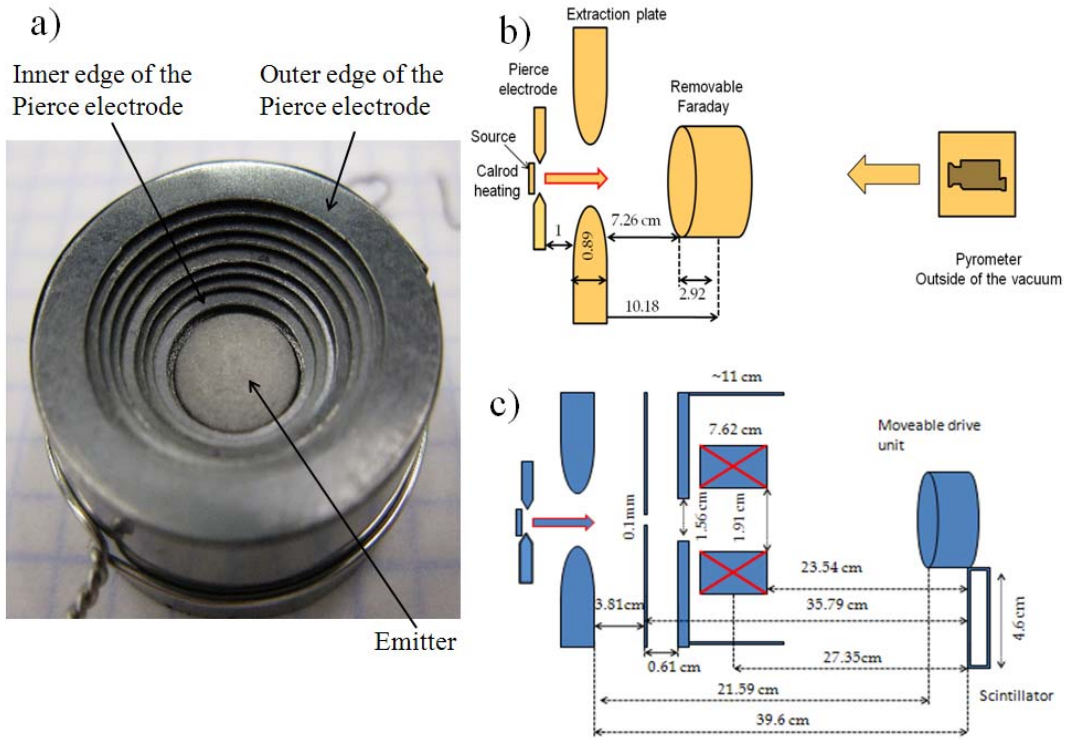 a)
Inner edge of the
Pierce electrode
Outer edge of the
Pierce electrode
Emitter
b)
Extraction plate
Pierce
electrode
Removable
Faraday
Source
Calrod
heating
7.26 cm
1
0.89
2.92
10.18
Pyrometer
Outside of the vacuum
c)
~11 cm
7.62 cm
Moveable drive
unit
0.1mm
1.56cm
1.91 cm
23.54 cm
3.81cm
35.79 cm
4.6 cm
0.61 cm
27.35cm
21.59 cm
Scintillator
39.6 cm